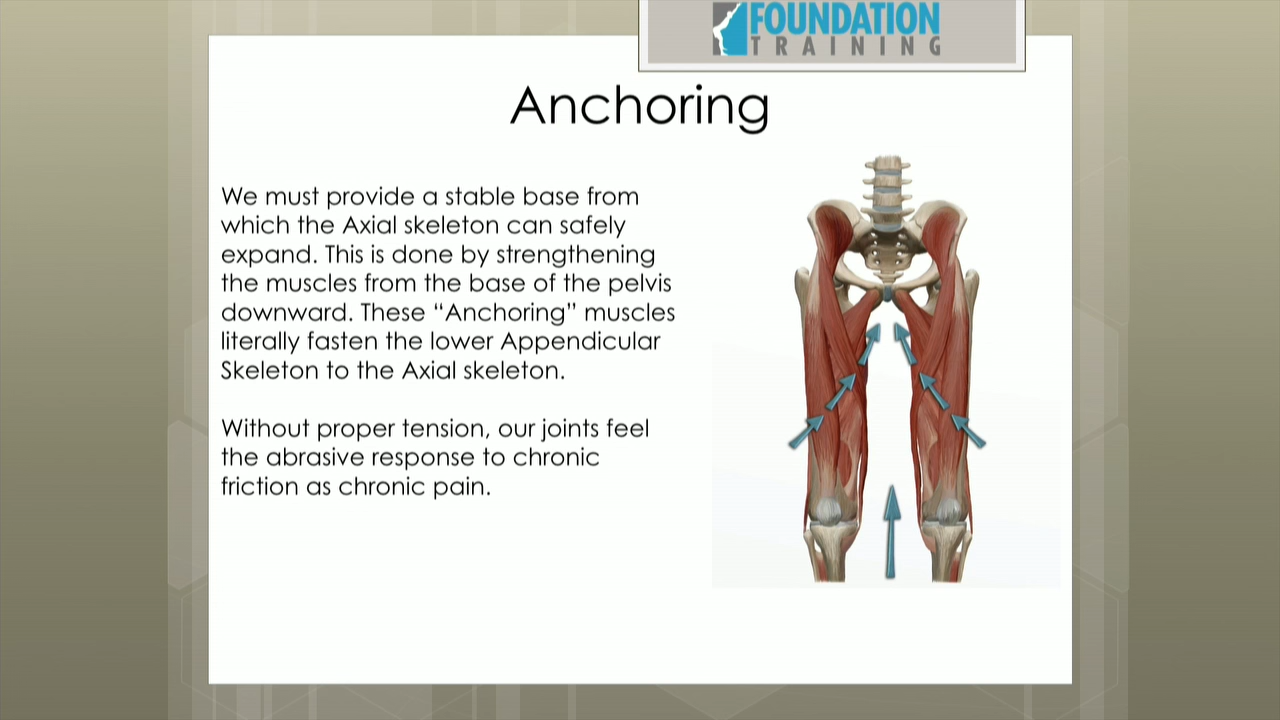 FOUNDATION
TRAINING
Anchoring
We must provide a stable base from
which the Axial skeleton can safely
expand. This is done by strengthening
the muscles from the base of the pelvis
downward. These “Anchoring” muscles
literally fasten the lower Appendicular
Skeleton to the Axial skeleton.
Without proper tension, our joints feel
the abrasive response to chronic
friction as chronic pain.